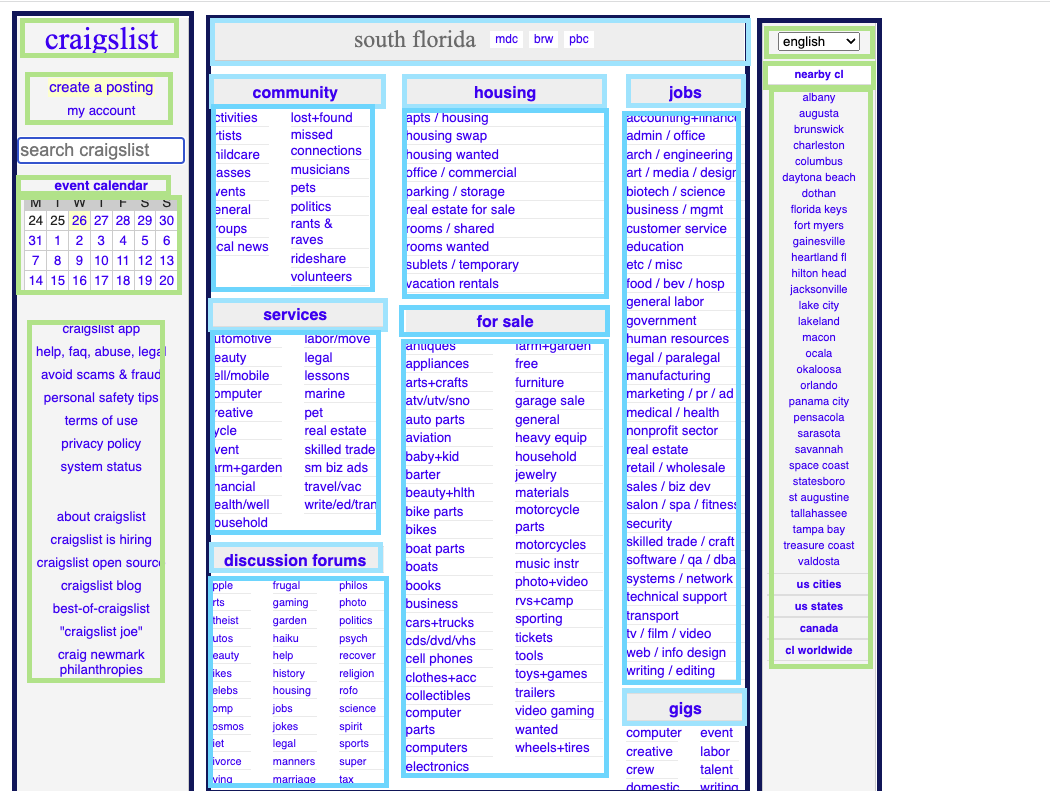 craigslist
create a posting
my account
search craigslist
event calendar
M T W T F S S
24 25 26 27 28 29 30
31 1 2 3 4 5 6
7 8 9 10 11 12 13
14 15 16 17 18 19 20
craigslist app
help, faq, abuse, legal
avoid scams & fraud
personal safety tips
terms of use
privacy policy
system status
about craigslist
craigslist is hiring
craigslist open source
craigslist blog
best-of-craigslist
"craigslist joe"
craig newmark
philanthropies
south florida mdc brw pbc
community
ctivities
rtists
hildcare
asses
vents
eneral
roups
cal news
lost+found
missed
connections
musicians
pets
politics
rants &
raves
rideshare
volunteers
services
utomotive
eauty
ell/mobile
omputer
reative
ycle
vent
arm+garden
nancial
ealth/well
ousehold
labor/move
legal
lessons
marine
pet
real estate
skilled trade
sm biz ads
travel/vac
write/ed/tran
discussion forums
pple
rts
theist
utos
eauty
ikes
elebs
omp
osmos
iet
ivorce
ying
frugal
gaming
garden
haiku
help
history
housing
jobs
jokes
legal
manners
marriage
philos
photo
politics
psych
recover
religion
rofo
science
spirit
sports
super
tax
housing
apts / housing
housing swap
housing wanted
office / commercial
parking / storage
real estate for sale
rooms / shared
rooms wanted
sublets / temporary
vacation rentals
for sale
antiques
appliances
arts+crafts
atv/utv/sno
auto parts
aviation
baby+kid
barter
beauty+hlth
bike parts
bikes
boat parts
boats
books
business
cars+trucks
cds/dvd/vhs
cell phones
clothes+acc
collectibles
computer
parts
computers
electronics
farm+garden
free
furniture
garage sale
general
heavy equip
household
jewelry
materials
motorcycle
parts
motorcycles
music instr
photo+video
rvs+camp
sporting
tickets
tools
toys+games
trailers
video gaming
wanted
wheels+tires
jobs
accounting+finance
admin / office
arch / engineering
art / media / design
biotech / science
business / mgmt
customer service
education
etc / misc
food / bev / hosp
general labor
government
human resources
legal / paralegal
manufacturing
marketing / pr / ad
medical / health
nonprofit sector
real estate
retail / wholesale
sales / biz dev
salon / spa / fitness
security
skilled trade / craft
software / qa / dba
systems / network
technical support
transport
tv / film / video
web / info design
writing / editing
gigs
computer
creative
crew
domestic
event
labor
talent
writing
english
nearby cl
albany
augusta
brunswick
charleston
columbus
daytona beach
dothan
florida keys
fort myers
gainesville
heartland fl
hilton head
jacksonville
lake city
lakeland
macon
ocala
okaloosa
orlando
panama city
pensacola
sarasota
savannah
space coast
statesboro
st augustine
tallahassee
tampa bay
treasure coast
valdosta
us cities
us states
canada
cl worldwide